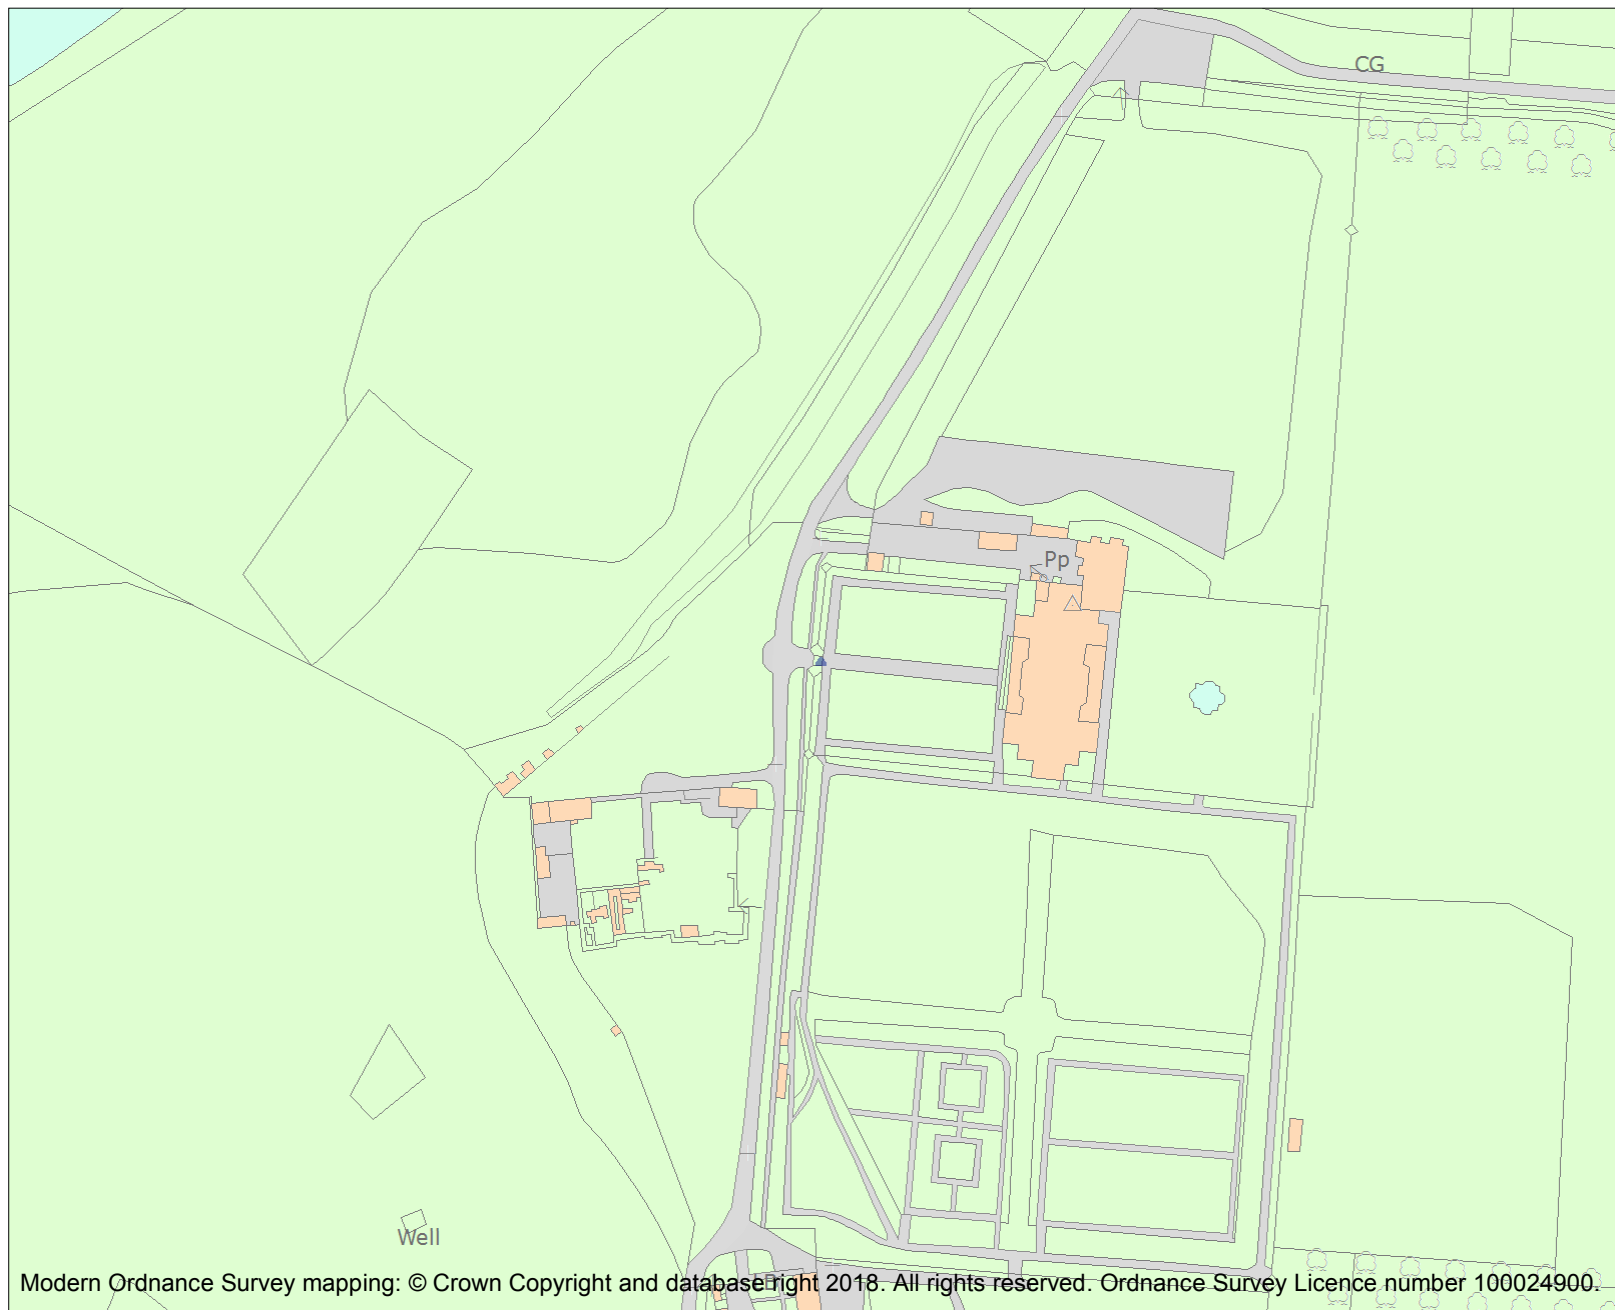 CG
Pp
Well
Modern Ordnance Survey mapping: © Crown Copyright and database right 2018. All rights reserved. Ordnance Survey Licence number 100024900.